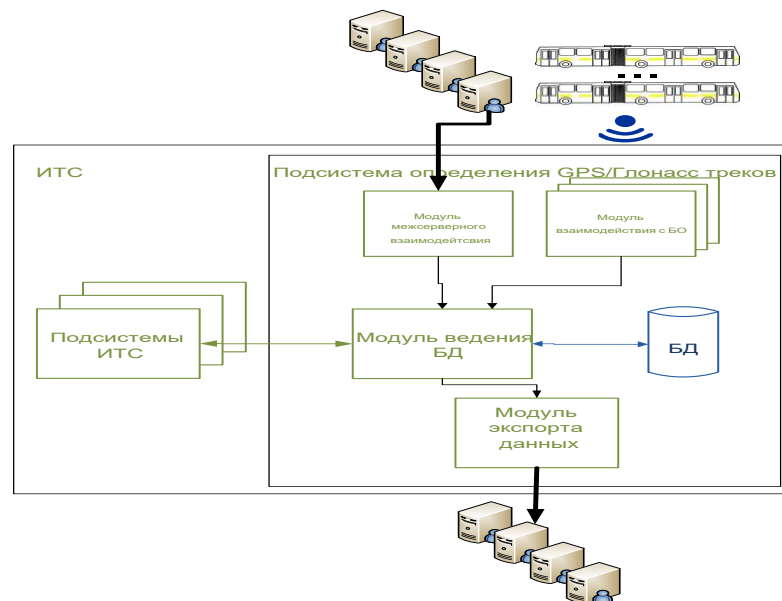 ИТС
Подсистема определения GPS/Глонасс треков
Модуль
межсерверного
взаимодейтсвия
Модуль
взаимодействия с БО
Подсистемы
ИТС
Модуль ведения
БД
БД
Модуль
экспорта
данных